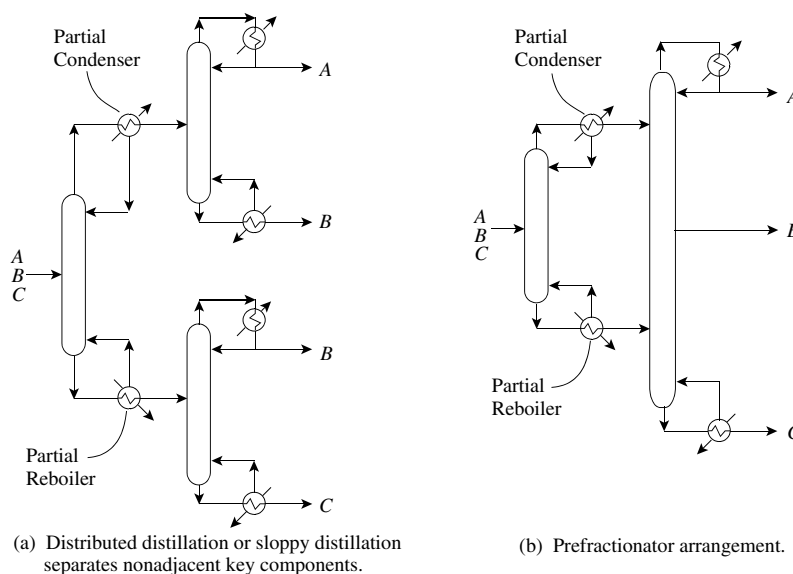 Partial
Condenser
A
B
A
B
C
B
Partial
Reboiler
C
(a) Distributed distillation or sloppy distillation
separates nonadjacent key components.
Partial
Condenser
A
B
A
B
C
Partial
Reboiler
C
(b) Prefractionator arrangement.